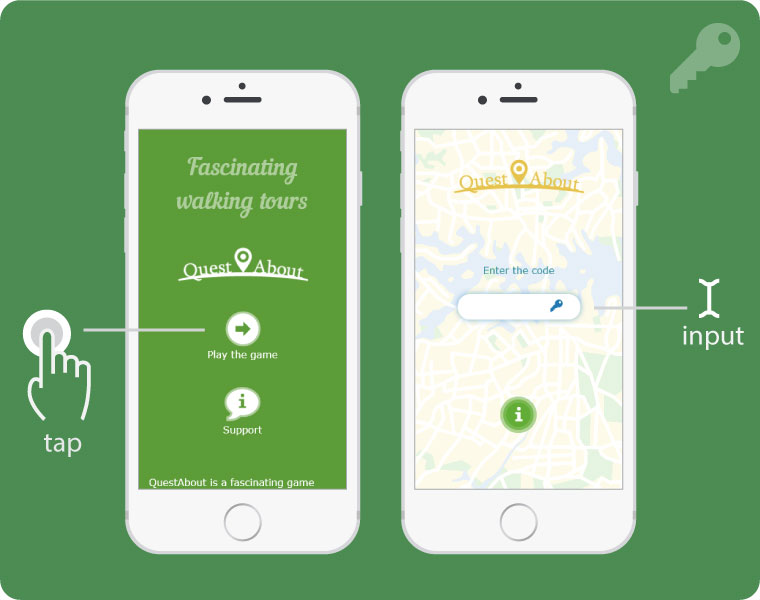 Fascinating
walking tours
Quest About
Play the game
Support
QuestAbout is a fascinating game
tap
Quest About
Enter the code
input